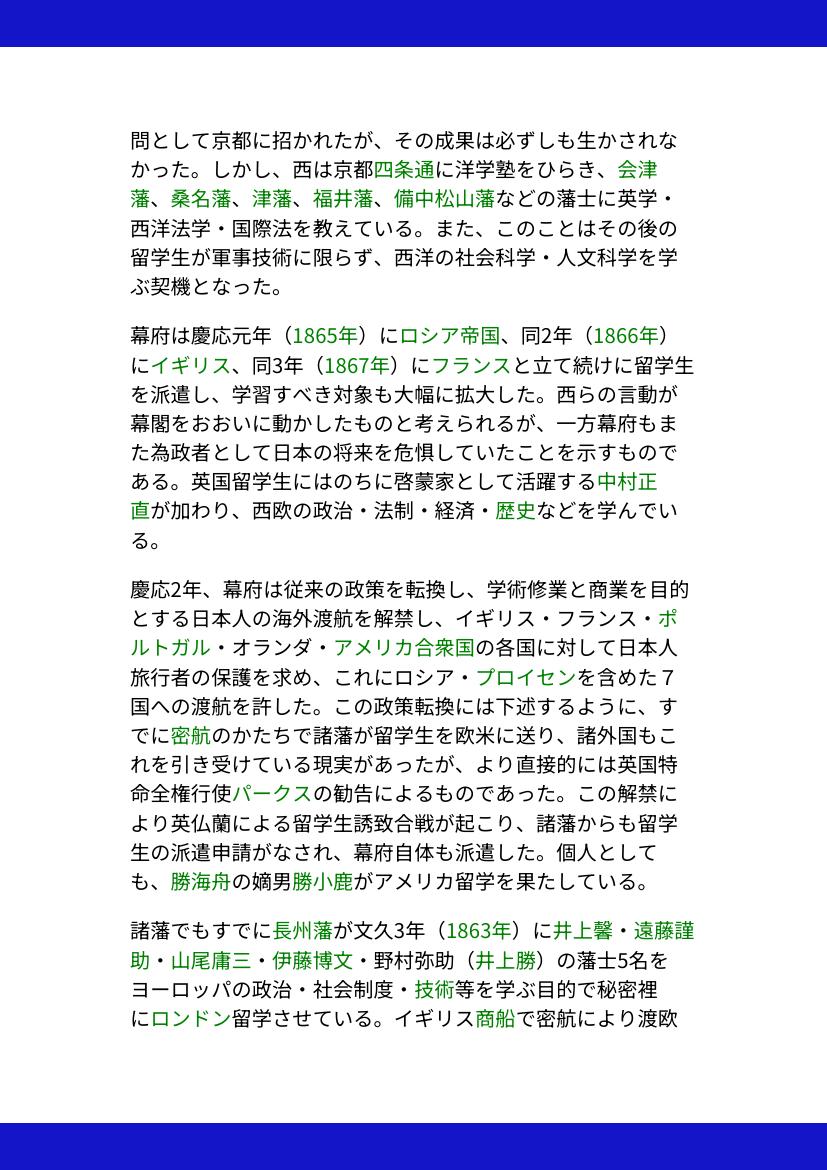 問として京都に招かれたが、その成果は必ずしも生かされな
かった。しかし、西は京都四条通に洋学塾をひらき、会津
藩、桑名藩、津藩、福井藩、備中松山藩などの藩士に英学・
西洋法学・国際法を教えている。また、このことはその後の
留学生が軍事技術に限らず、西洋の社会科学・人文科学を学
ぶ契機となった。
幕府は慶応元年（1865年）にロシア帝国、同2年（1866年）
にイギリス、同3年（1867年）にフランスと立て続けに留学生
を派遣し、学習すべき対象も大幅に拡大した。西らの言動が
幕閣をおおいに動かしたものと考えられるが、一方幕府もま
た為政者として日本の将来を危惧していたことを示すもので
ある。英国留学生にはのちに啓蒙家として活躍する中村正
直が加わり、西欧の政治・法制・経済・歴史などを学んでい
る。
慶応2年、幕府は従来の政策を転換し、学術修業と商業を目的
とする日本人の海外渡航を解禁し、イギリス・フランス・ポ
ルトガル・オランダ・アメリカ合衆国の各国に対して日本人
旅行者の保護を求め、これにロシア・プロイセンを含めた７
国への渡航を許した。この政策転換には下述するように、す
でに密航のかたちで諸藩が留学生を欧米に送り、諸外国もこ
れを引き受けている現実があったが、より直接的には英国特
命全権行使パークスの勧告によるものであった。この解禁に
より英仏蘭による留学生誘致合戦が起こり、諸藩からも留学
生の派遣申請がなされ、幕府自体も派遣した。個人として
も、勝海舟の嫡男勝小鹿がアメリカ留学を果たしている。
諸藩でもすでに長州藩が文久3年（1863年）に井上馨・遠藤謹
助・山尾庸三・伊藤博文・野村弥助（井上勝）の藩士5名を
ヨーロッパの政治・社会制度・技術等を学ぶ目的で秘密裡
にロンドン留学させている。イギリス商船で密航により渡欧